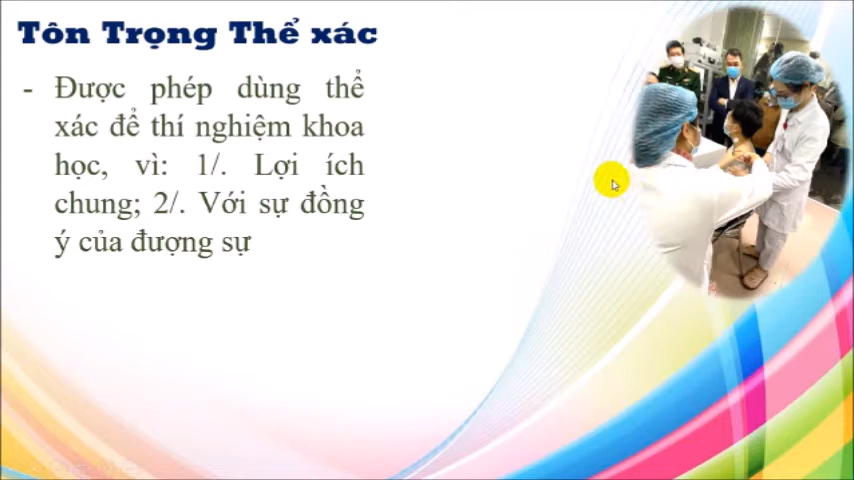 Tôn Trọng Thể xác
- Được phép dùng thể
xác để thí nghiệm khoa
học, vì: 1/. Lợi ích
chung; 2/. Với sự đồng
ý của đượng sự